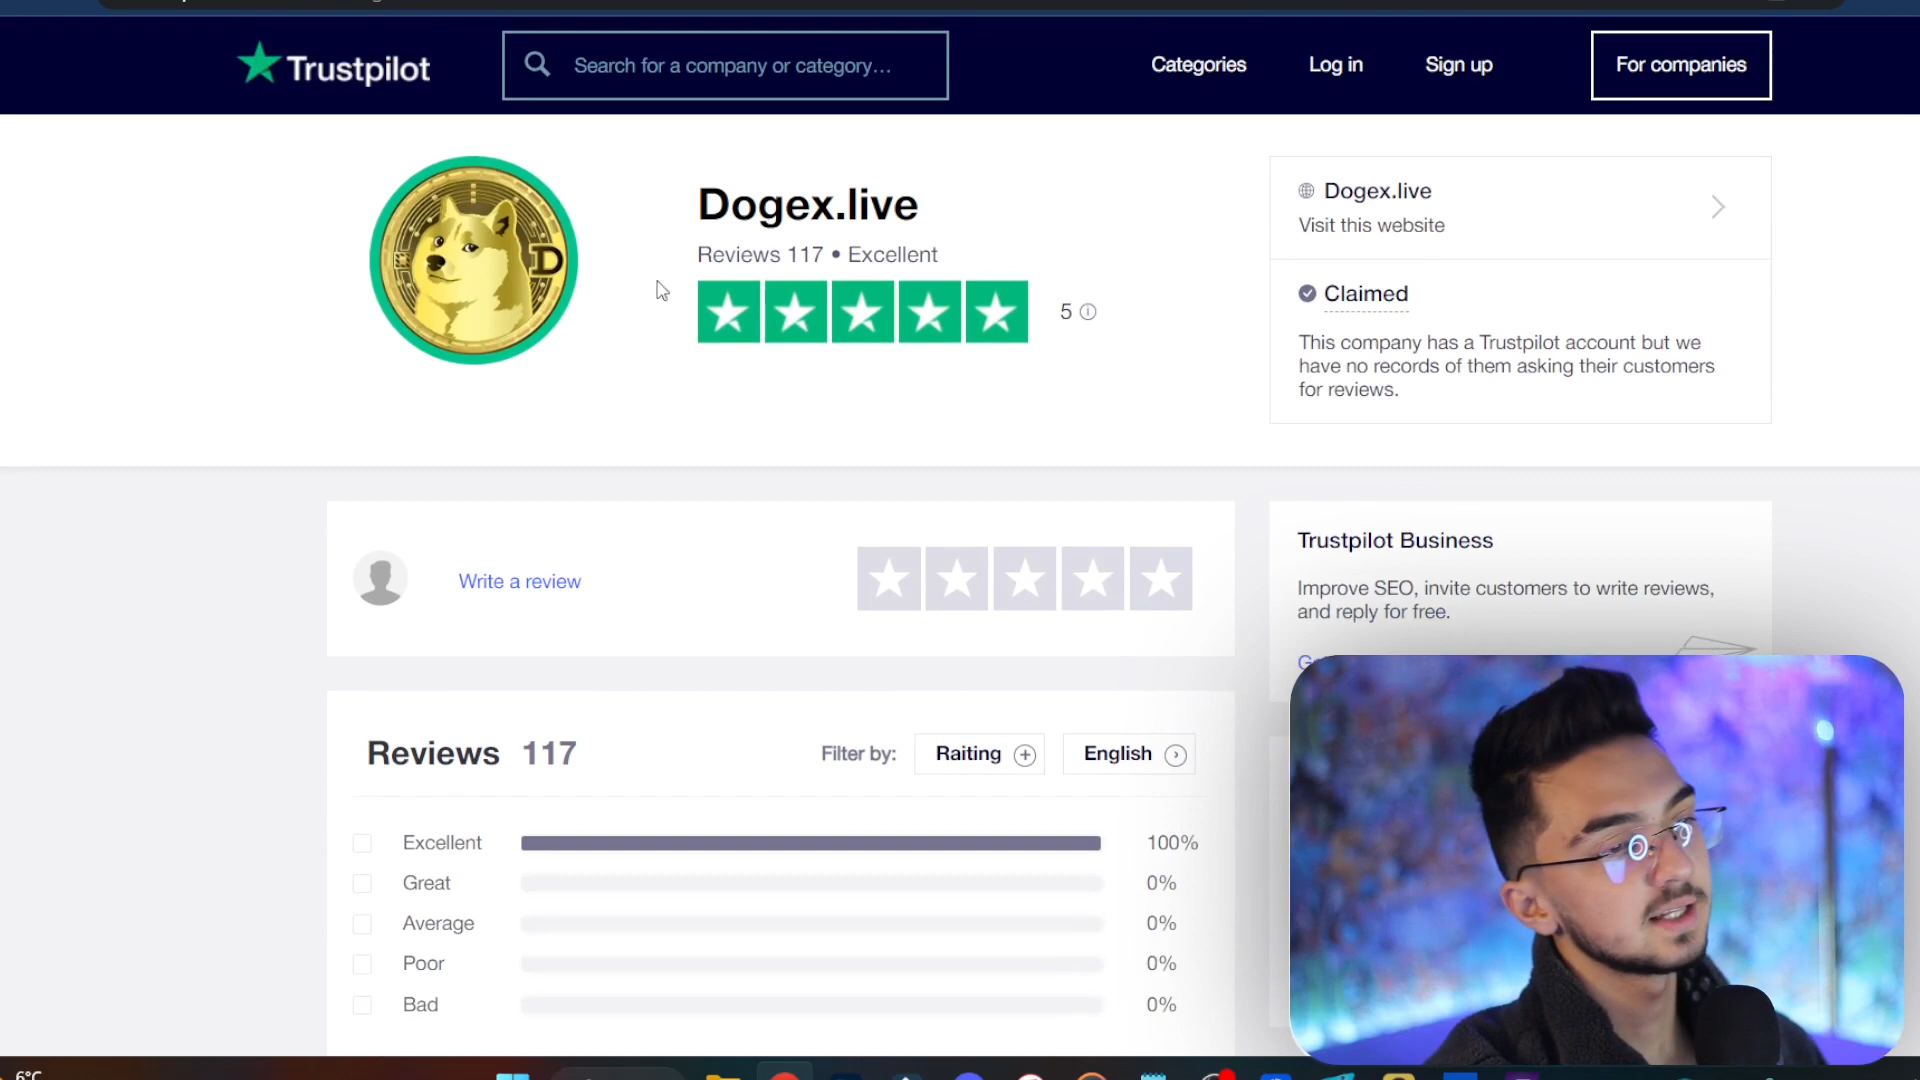 Trustpilot
Search for a company or category...
Categories
Log in
Sign up
For companies
Dogex.live
Reviews 117 • Excellent
5
Dogex.live
Visit this website
Claimed
This company has a Trustpilot account but we
have no records of them asking their customers
for reviews.
Write a review
Trustpilot Business
Improve SEO, invite customers to write reviews,
and reply for free.
Reviews 117
Filter by:
Raiting
English
Excellent 100%
Great 0%
Average 0%
Poor 0%
Bad 0%
6°C